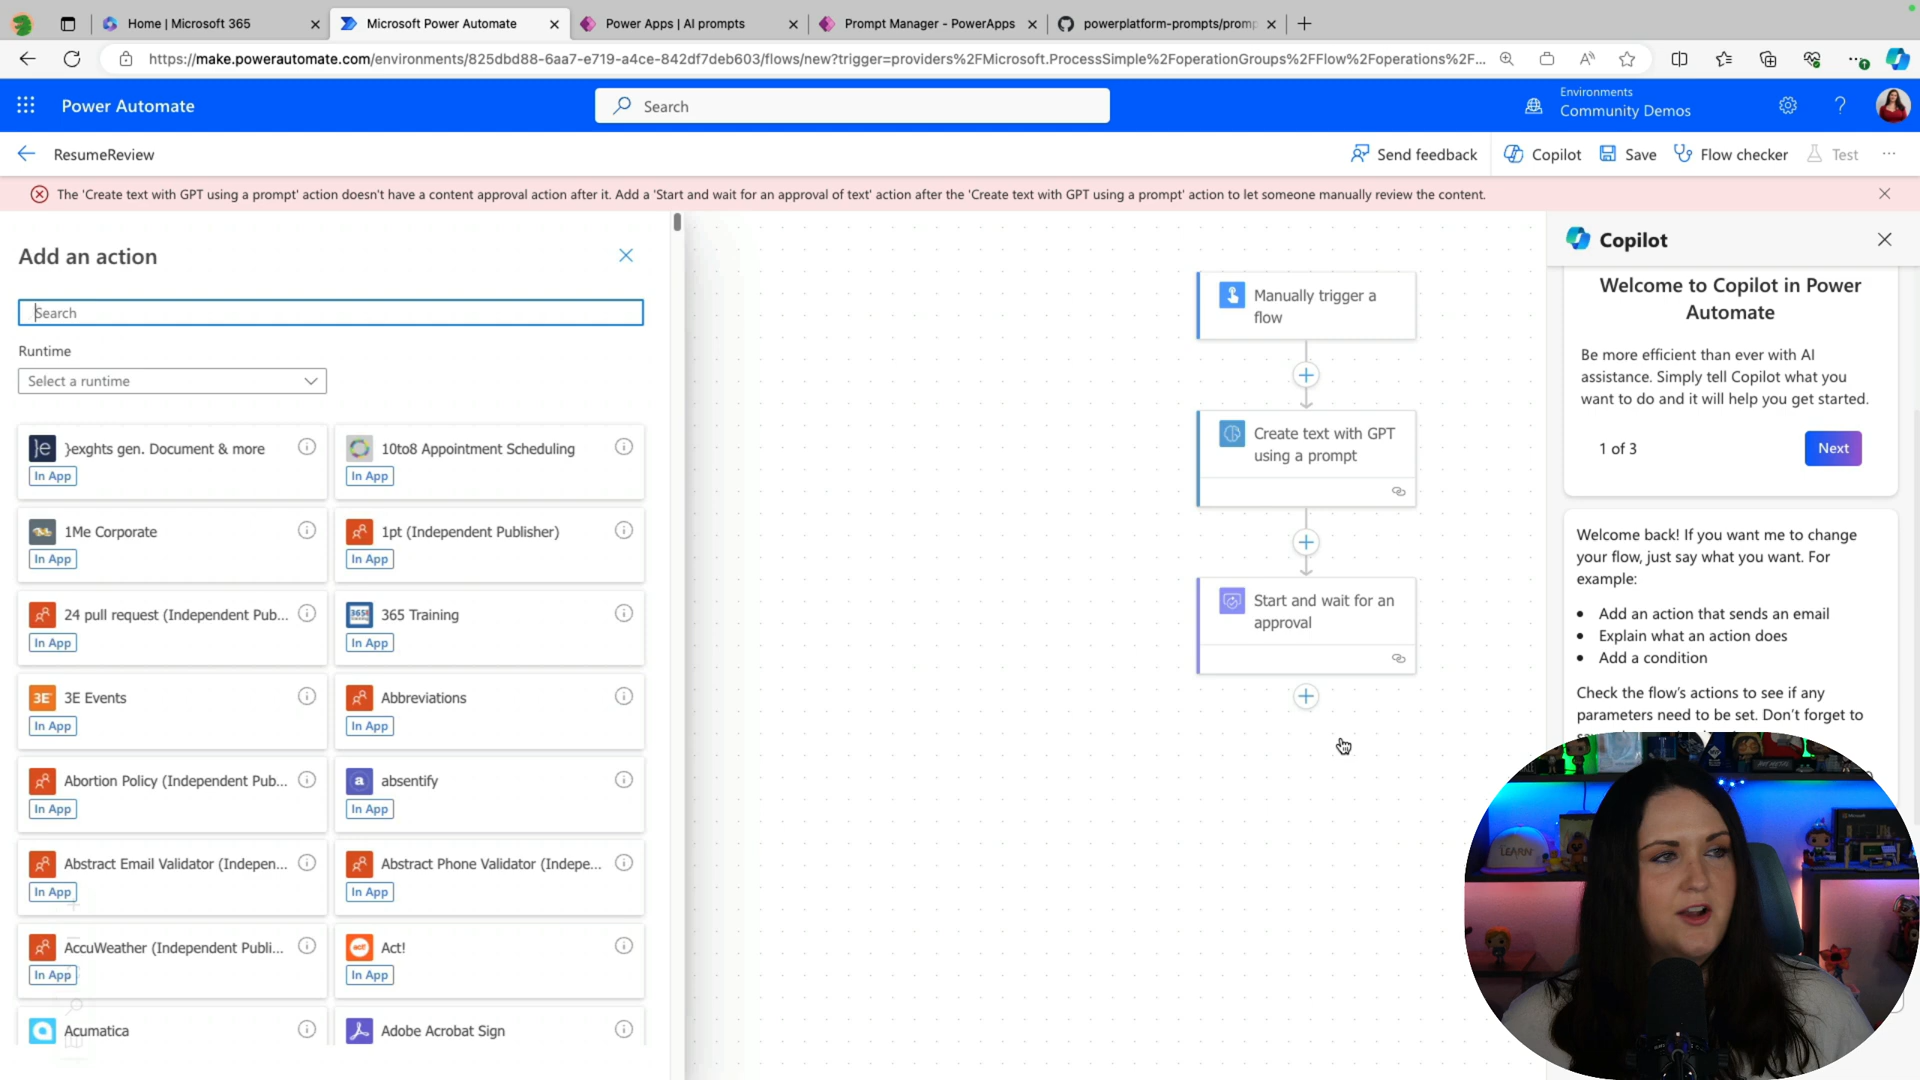 Home | Microsoft 365
Microsoft Power Automate
Power Apps | AI prompts
Prompt Manager - PowerApps
powerplatform-prompts/promp
https://make.powerautomate.com/environments/825dbd88-6aa7-e719-a4ce-842df7deb603/flows/new?trigger=providers%2FMicrosoft.ProcessSimple%2FoperationGroups%2FFlow%2Foperations%2F...
Power Automate
Search
Environments
Community Demos
ResumeReview
Send feedback
Copilot
Save
Flow checker
Test
The 'Create text with GPT using a prompt' action doesn't have a content approval action after it. Add a 'Start and wait for an approval of text' action after the 'Create text with GPT using a prompt' action to let someone manually review the content.
Add an action
Search
Runtime
Select a runtime
}exghts gen. Document & more
In App
10to8 Appointment Scheduling
In App
1Me Corporate
In App
1pt (Independent Publisher)
In App
24 pull request (Independent Pub...
In App
365 Training
In App
3E Events
In App
Abbreviations
In App
Abortion Policy (Independent Pub...
In App
absentify
In App
Abstract Email Validator (Indepen...
In App
Abstract Phone Validator (Indepe...
In App
AccuWeather (Independent Publi...
In App
Act!
In App
Acumatica
Adobe Acrobat Sign
Manually trigger a
flow
Create text with GPT
using a prompt
Start and wait for an
approval
Copilot
Welcome to Copilot in Power
Automate
Be more efficient than ever with AI
assistance. Simply tell Copilot what you
want to do and it will help you get started.
1 of 3
Next
Welcome back! If you want me to change
your flow, just say what you want. For
example:
Add an action that sends an email
Explain what an action does
Add a condition
Check the flow's actions to see if any
parameters need to be set. Don't forget to
LEARN